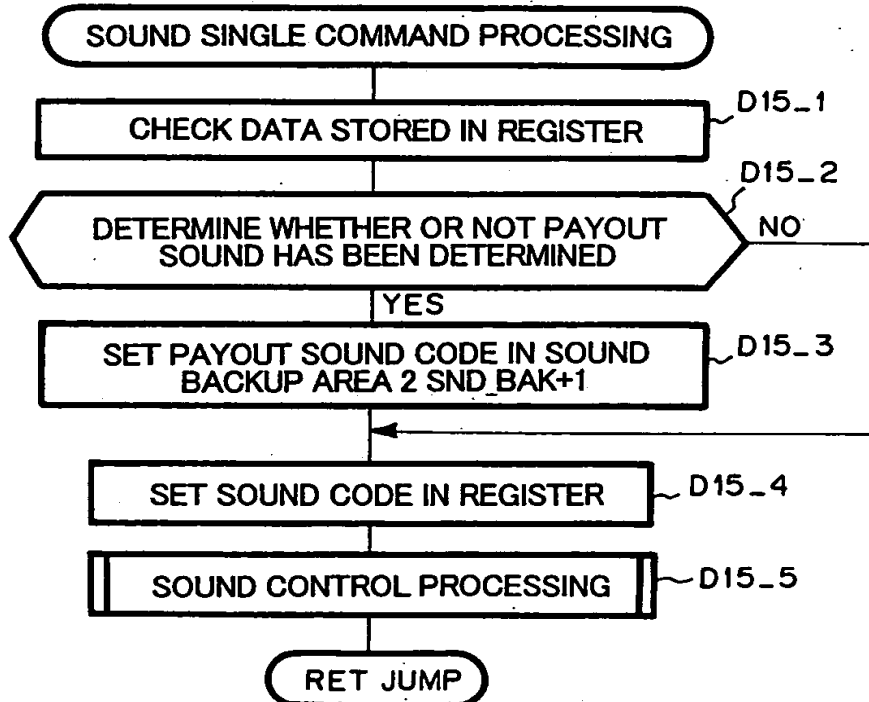 SOUND SINGLE COMMAND PROCESSING
D15_1
CHECK DATA STORED IN REGISTER
D15_2
DETERMINE WHETHER OR NOT PAYOUT
SOUND HAS BEEN DETERMINED
NO
YES
D15_3
SET PAYOUT SOUND CODE IN SOUND
BACKUP AREA 2 SND_BAK+1
SET SOUND CODE IN REGISTER
D15_4
SOUND CONTROL PROCESSING
D15_5
RET JUMP